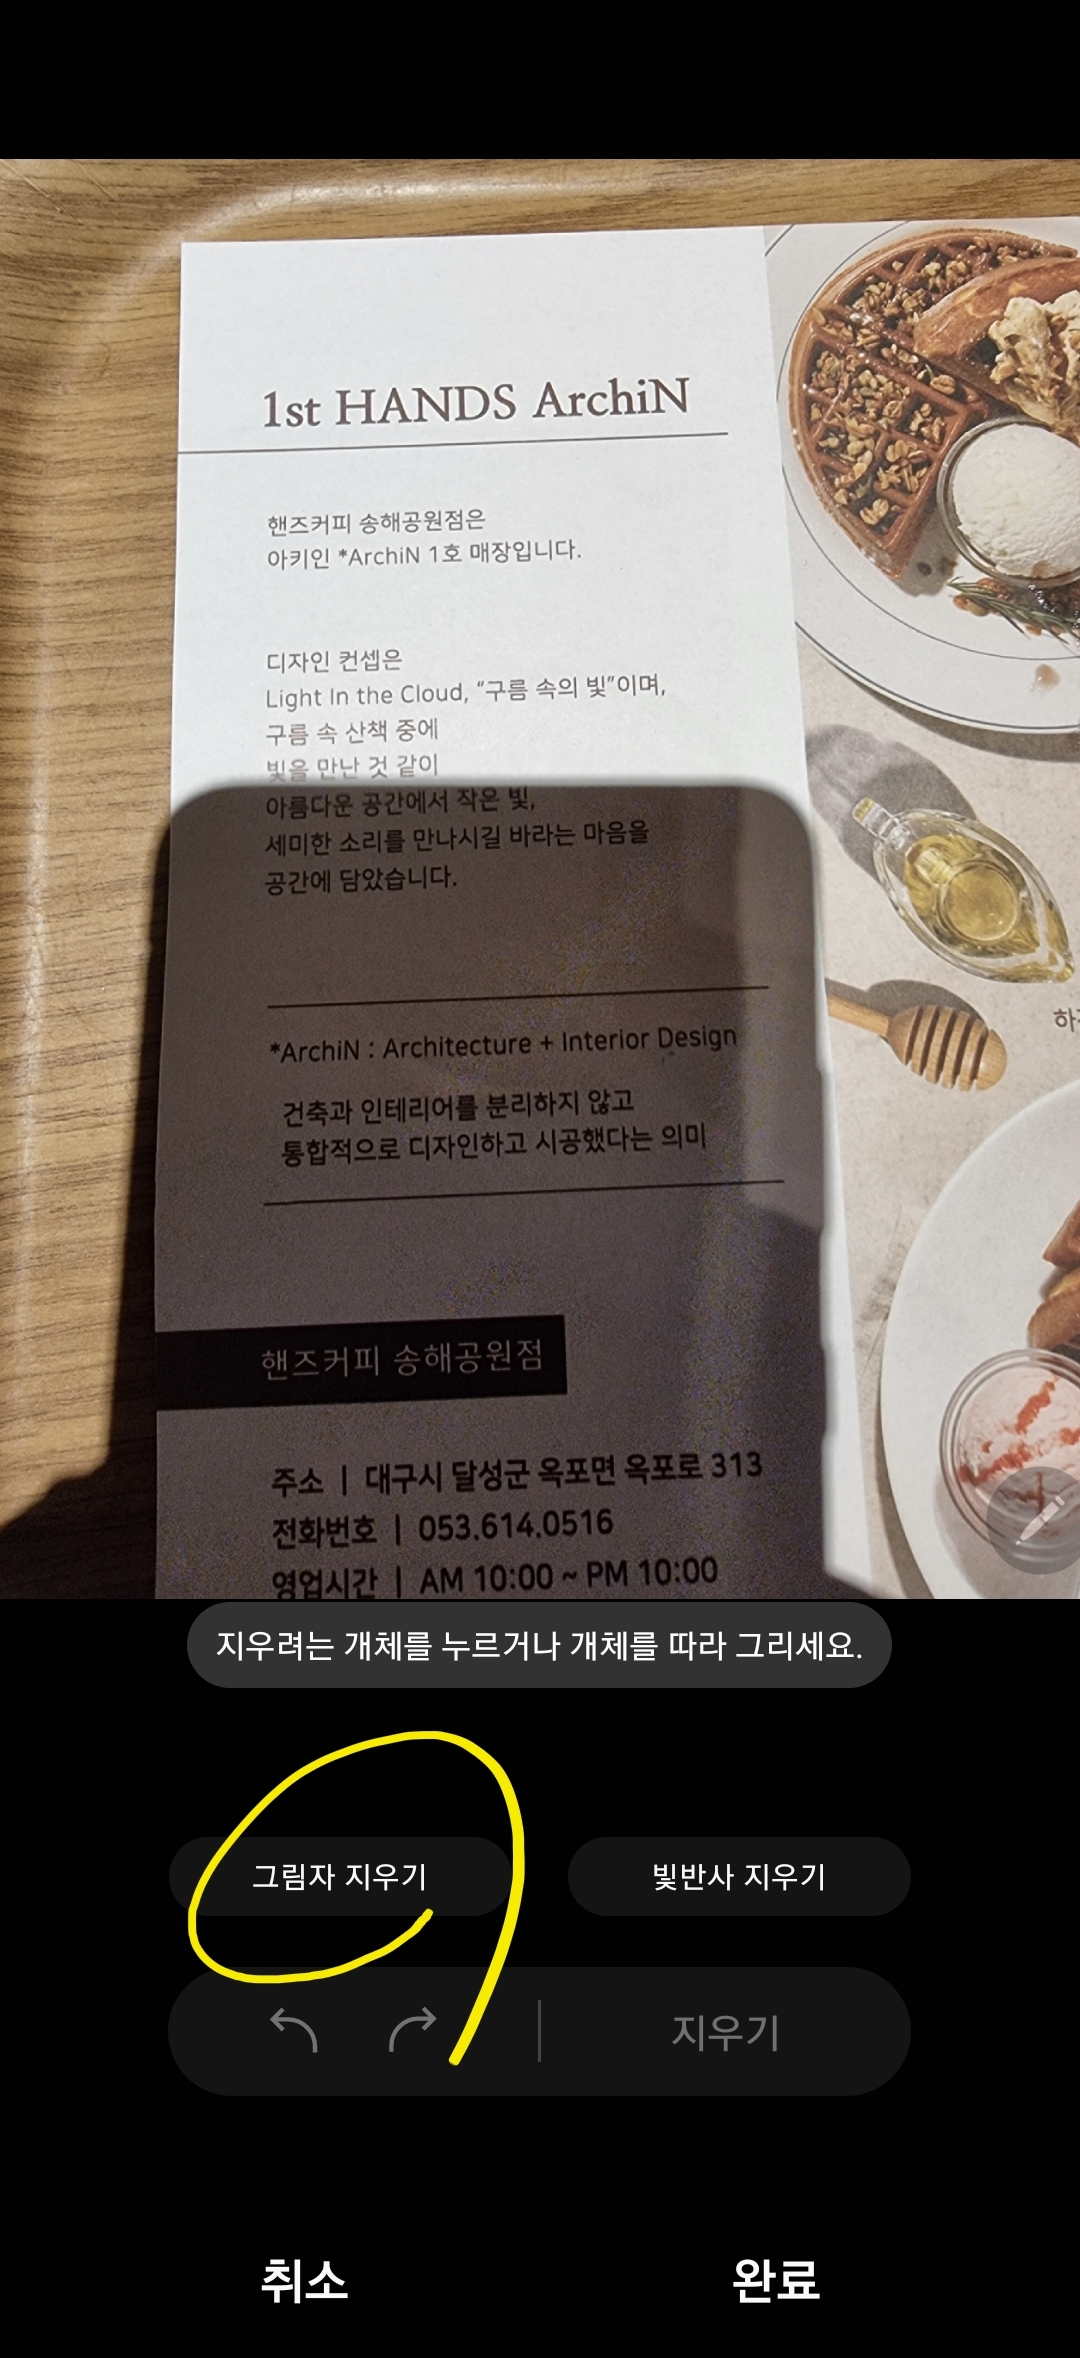 1st HANDS ArchiN
핸즈커피 송해공원점은
아키인 *ArchiN 1호 매장입니다.
디자인 컨셉은
Light In the Cloud, “구름 속의 빛”이며,
구름 속 산책 중에
빛을 만난 것 같이
아름다운 공간에서 작은 빛,
세미한 소리를 만나시길 바라는 마음을
공간에 담았습니다.
*ArchiN : Architecture + Interior Design
건축과 인테리어를 분리하지 않고
통합적으로 디자인하고 시공했다는 의미
핸즈커피 송해공원점
주소 | 대구시 달성군 옥포면 옥포로 313
전화번호 | 053.614.0516
영업시간 | AM 10:00 ~ PM 10:00
지우려는 개체를 누르거나 개체를 따라 그리세요.
그림자 지우기
빛반사 지우기
지우기
취소
완료